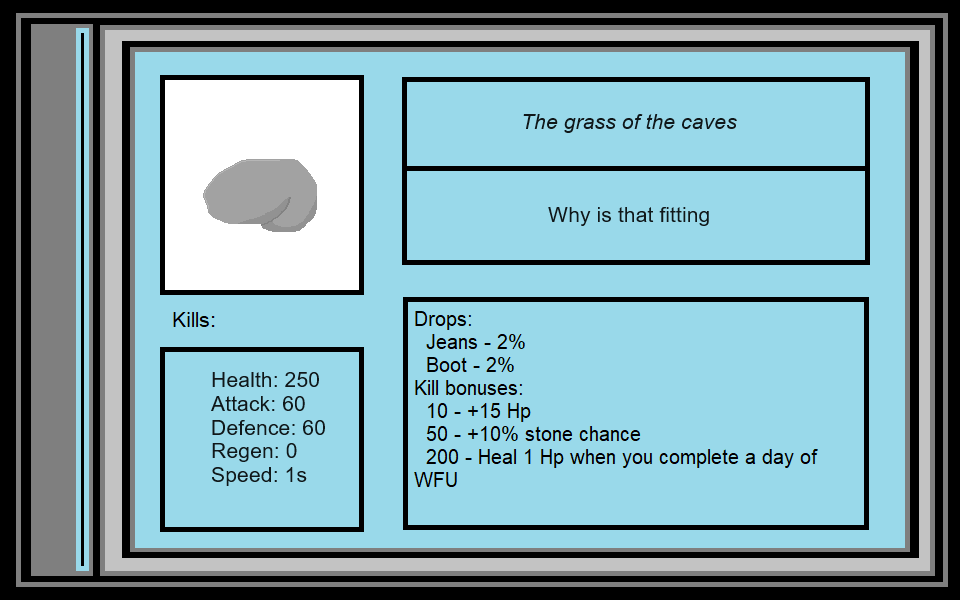 The grass of the caves
Why is that fitting
Kills:
Health: 250
Attack: 60
Defence: 60
Regen: 0
Speed: 1s
Drops:
Jeans - 2%
Boot - 2%
Kill bonuses:
10 - +15 Hp
50 - +10% stone chance
200 - Heal 1 Hp when you complete a day of
WFU